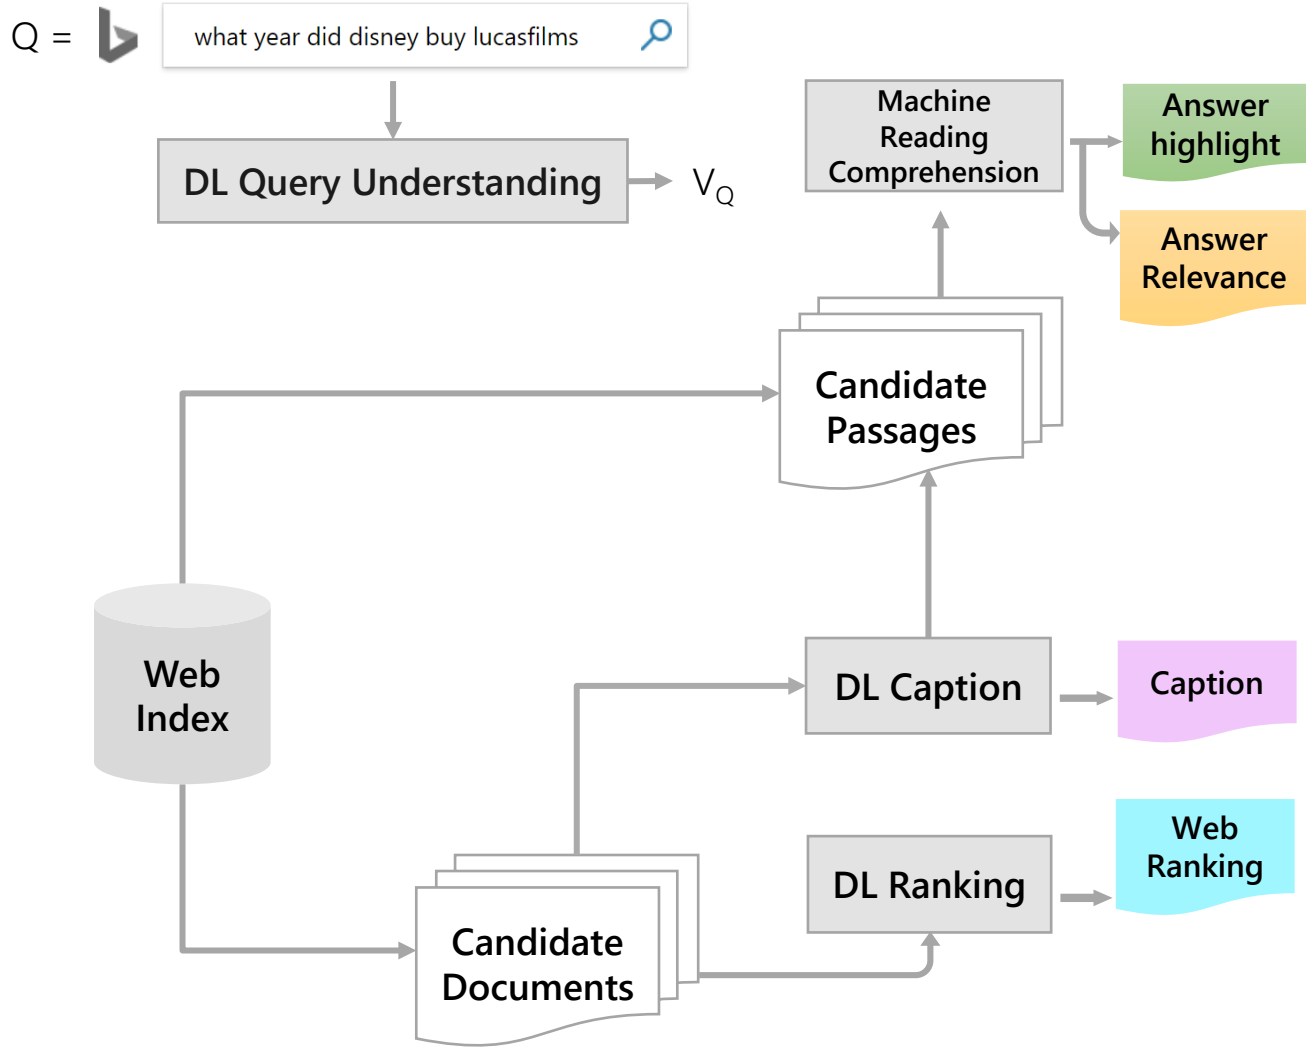 Q =
what year did disney buy lucasfilms
DL Query Understanding
V_Q
Machine
Reading
Comprehension
Answer
highlight
Answer
Relevance
Candidate
Passages
Web
Index
DL Caption
Caption
DL Ranking
Web
Ranking
Candidate
Documents